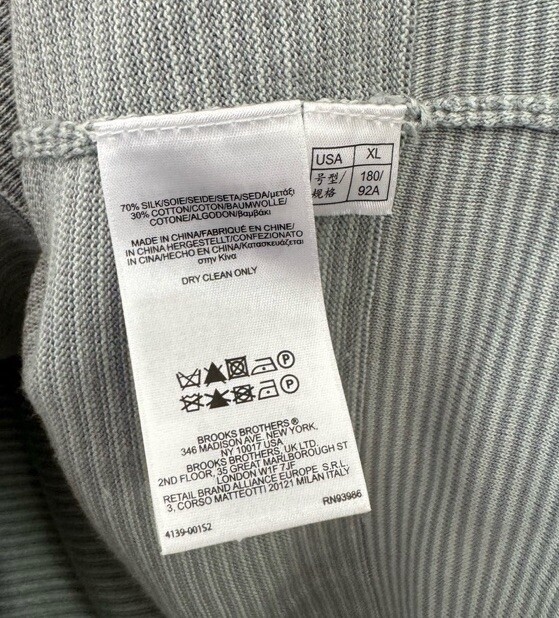 70% SILK/SOIE/SEIDE/SETA/SEDA/μετάξι
30% COTTON/COTON/BAUMWOLLE/
COTONE/ALGODON/βαμβάκι
MADE IN CHINA/FABRIQUÉ EN CHINE/
IN CHINA HERGESTELLT/CONFEZIONATO
IN CINA/HECHO EN CHINA/Κατασκευάζεται
στην Κίνα
DRY CLEAN ONLY
P
P
BROOKS BROTHERS ®
346 MADISON AVE. NEW YORK,
NY 10017 USA
BROOKS BROTHERS, UK LTD.
2ND FLOOR, 35 GREAT MARLBOROUGH ST
LONDON W1F 7JF
RETAIL BRAND ALLIANCE EUROPE S.R.L.
3, CORSO MATTEOTTI 20121 MILAN ITALY
RN93986
4139-001S2
USA XL
号型/ 180/
规格 92A